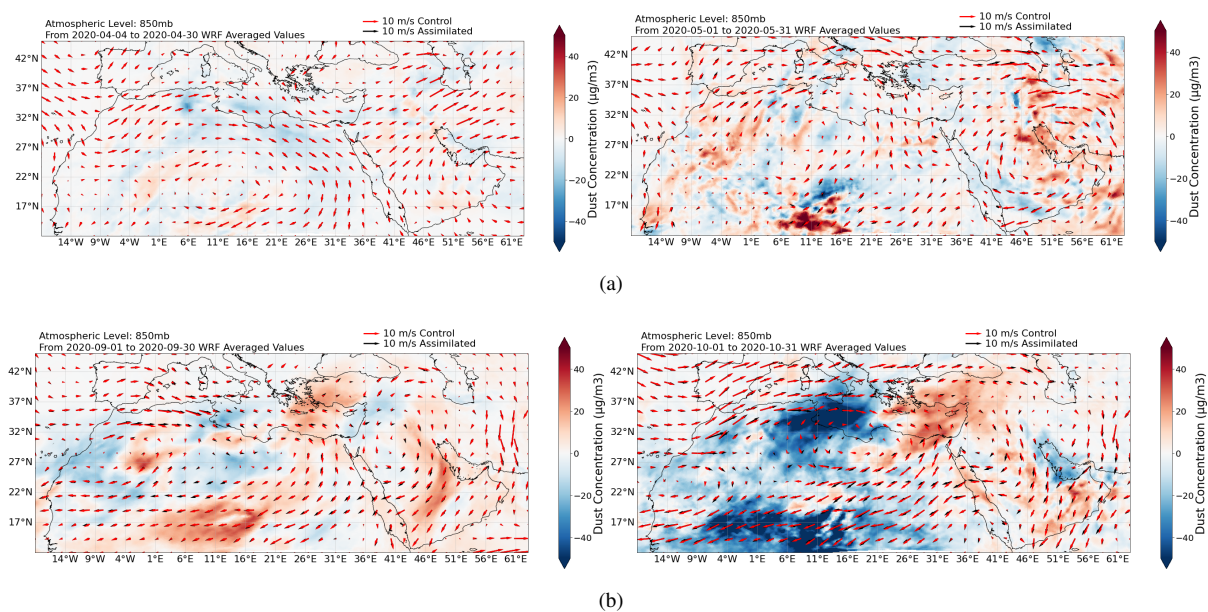 Atmospheric Level: 850mb
From 2020-04-04 to 2020-04-30 WRF Averaged Values
10 m/s Control
10 m/s Assimilated
42°N
37°N
32°N
27°N
22°N
17°N
14°W 9°W 4°W 1°E 6°E 11°E 16°E 21°E 26°E 31°E 36°E 41°E 46°E 51°E 56°E 61°E
40
20
0
−20
−40
Dust Concentration (µg/m3)
Atmospheric Level: 850mb
From 2020-05-01 to 2020-05-31 WRF Averaged Values
10 m/s Control
10 m/s Assimilated
42°N
37°N
32°N
27°N
22°N
17°N
14°W 9°W 4°W 1°E 6°E 11°E 16°E 21°E 26°E 31°E 36°E 41°E 46°E 51°E 56°E 61°E
40
20
0
−20
−40
Dust Concentration (µg/m3)
(a)
Atmospheric Level: 850mb
From 2020-09-01 to 2020-09-30 WRF Averaged Values
10 m/s Control
10 m/s Assimilated
42°N
37°N
32°N
27°N
22°N
17°N
14°W 9°W 4°W 1°E 6°E 11°E 16°E 21°E 26°E 31°E 36°E 41°E 46°E 51°E 56°E 61°E
40
20
0
−20
−40
Dust Concentration (µg/m3)
Atmospheric Level: 850mb
From 2020-10-01 to 2020-10-31 WRF Averaged Values
10 m/s Control
10 m/s Assimilated
42°N
37°N
32°N
27°N
22°N
17°N
14°W 9°W 4°W 1°E 6°E 11°E 16°E 21°E 26°E 31°E 36°E 41°E 46°E 51°E 56°E 61°E
40
20
0
−20
−40
Dust Concentration (µg/m3)
(b)